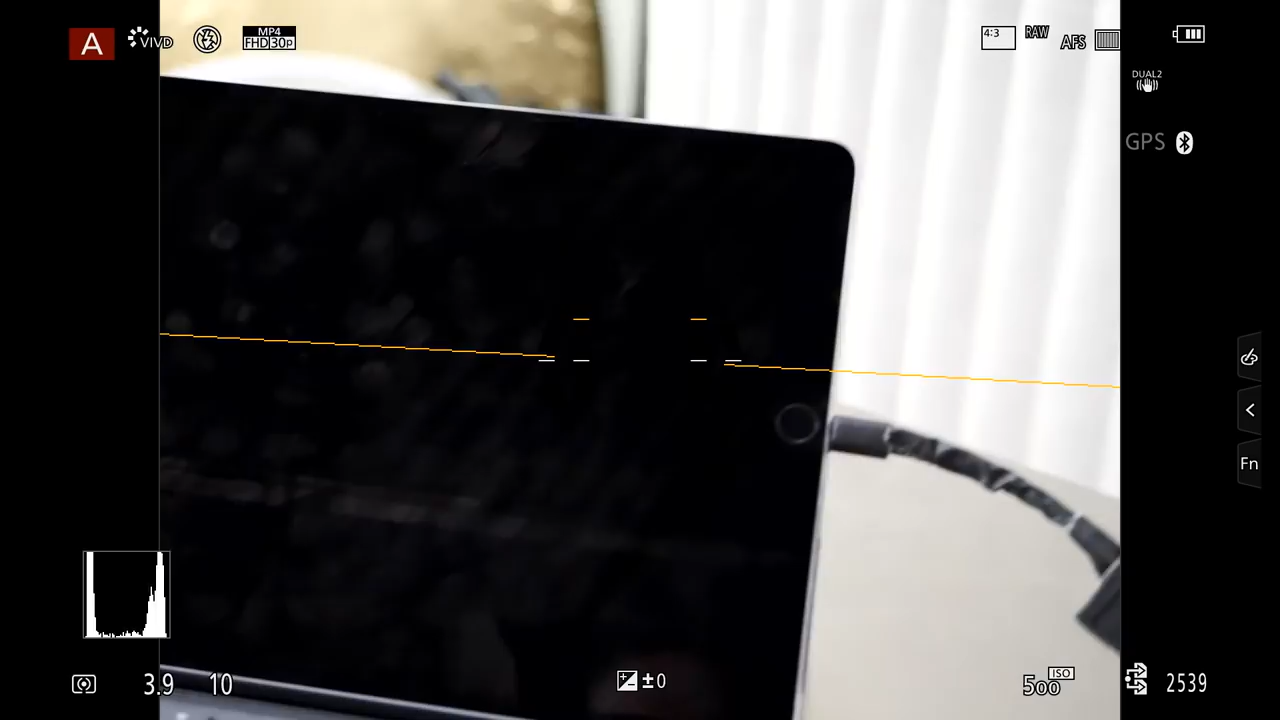 A
VIVD
MP4
FHD 30p
4:3
RAW
AFS
DUAL2
GPS
Fn
3.9
10
±0
500
ISO
2539